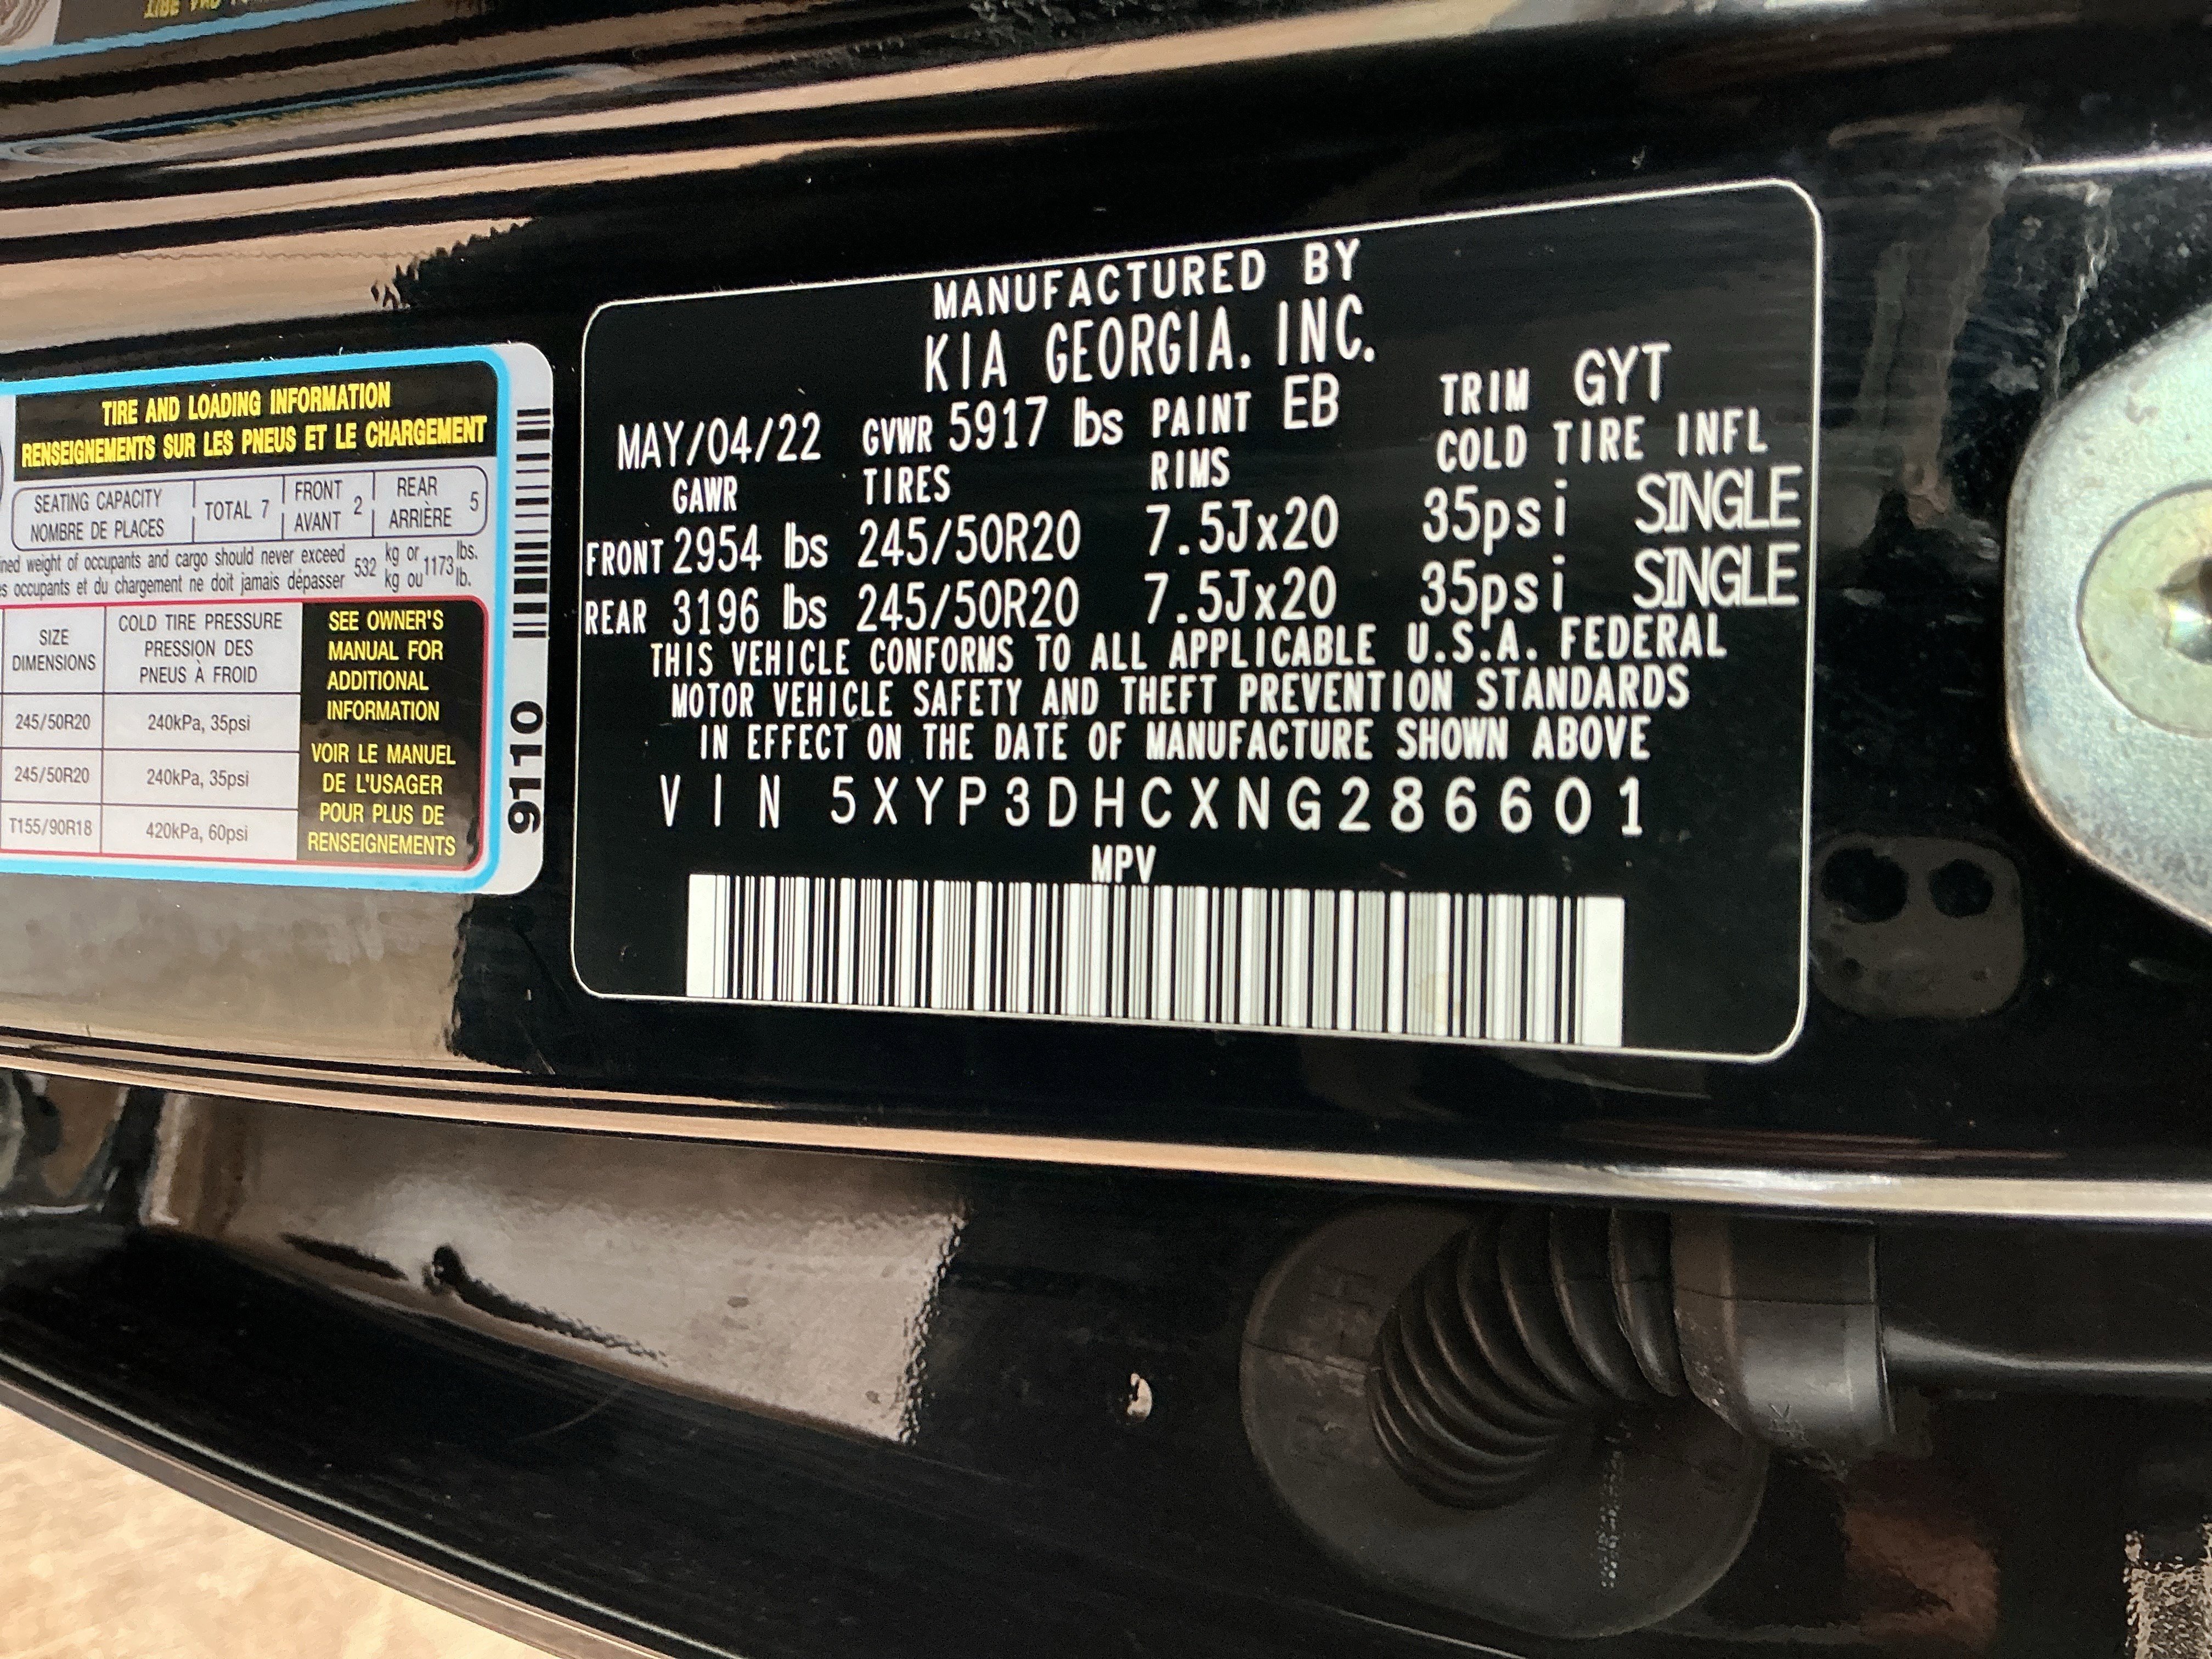 TIRE AND LOADING INFORMATION
RENSEIGNEMENTS SUR LES PNEUS ET LE CHARGEMENT
SEATING CAPACITY
NOMBRE DE PLACES
TOTAL 7
FRONT
AVANT
2
REAR
ARRIÈRE
5
weight of occupants and cargo should never exceed 532 kg or 1173 lbs.
occupants et du chargement ne doit jamais dépasser kg ou lb.
SIZE
DIMENSIONS
COLD TIRE PRESSURE
PRESSION DES
PNEUS À FROID
245/50R20 240kPa, 35psi
245/50R20 240kPa, 35psi
T155/90R18 420kPa, 60psi
SEE OWNER'S
MANUAL FOR
ADDITIONAL
INFORMATION
VOIR LE MANUEL
DE L'USAGER
POUR PLUS DE
RENSEIGNEMENTS
9110
MANUFACTURED BY
KIA GEORGIA, INC.
MAY/04/22 GVWR 5917 lbs PAINT EB TRIM GYT
GAWR TIRES RIMS COLD TIRE INFL
FRONT 2954 lbs 245/50R20 7.5Jx20 35psi SINGLE
REAR 3196 lbs 245/50R20 7.5Jx20 35psi SINGLE
THIS VEHICLE CONFORMS TO ALL APPLICABLE U.S.A. FEDERAL
MOTOR VEHICLE SAFETY AND THEFT PREVENTION STANDARDS
IN EFFECT ON THE DATE OF MANUFACTURE SHOWN ABOVE
VIN 5XYP3DHCXNG286601
MPV